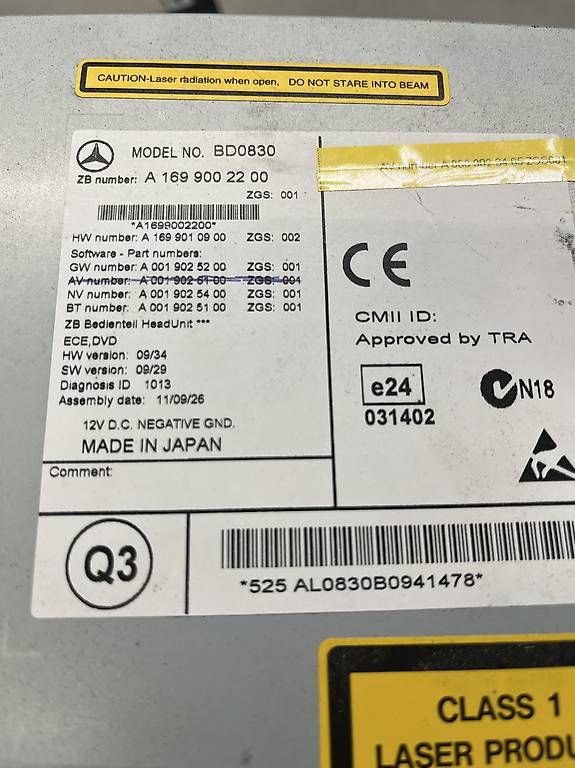 CAUTION-Laser radiation when open, DO NOT STARE INTO BEAM
MODEL NO. BD0830
ZB number: A 169 900 22 00
ZGS: 001
*A1699002200*
HW number: A 169 901 09 00 ZGS: 002
Software - Part numbers:
GW number: A 001 902 52 00 ZGS: 001
AV number: A 001 902 51 00 ZGS: 001
NV number: A 001 902 54 00 ZGS: 001
BT number: A 001 902 51 00 ZGS: 001
ZB Bedienteil HeadUnit ***
ECE,DVD
HW version: 09/34
SW version: 09/29
Diagnosis ID 1013
Assembly date: 11/09/26
12V D.C. NEGATIVE GND.
MADE IN JAPAN
Comment:
AV number A
CE
CMII ID:
Approved by TRA
e24
031402
N18
Q3
*525 AL0830B0941478*
CLASS 1
LASER PRODU